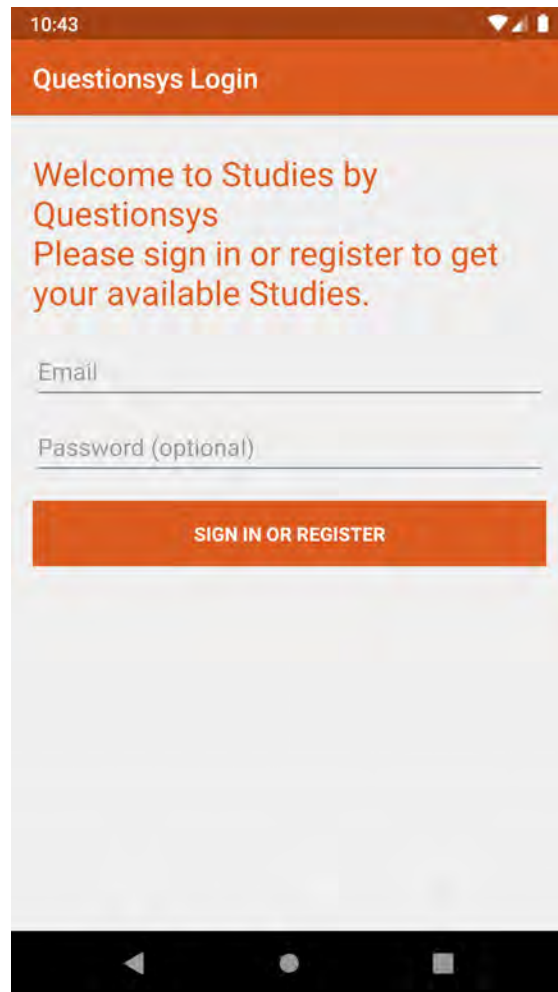 10:43
Questionsys Login
Welcome to Studies by
Questionsys
Please sign in or register to get
your available Studies.
Email
Password (optional)
SIGN IN OR REGISTER